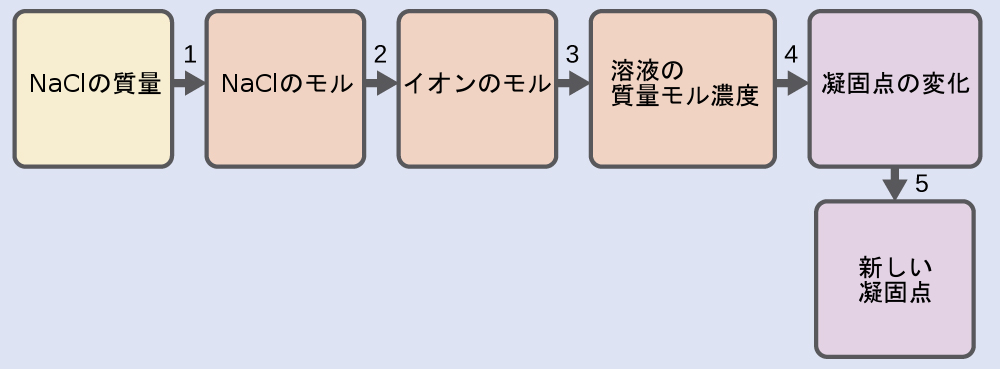 NaClの質量
1
NaClのモル
2
イオンのモル
3
溶液の
質量モル濃度
4
凝固点の変化
5
新しい
凝固点